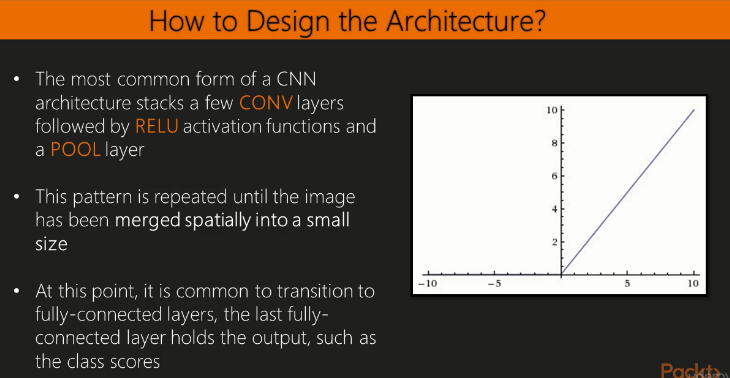 How to Design the Architecture?
• The most common form of a CNN
architecture stacks a few CONV layers
followed by RELU activation functions and
a POOL layer
• This pattern is repeated until the image
has been merged spatially into a small
size
• At this point, it is common to transition to
fully-connected layers, the last fully-
connected layer holds the output, such as
the class scores
10
8
6
4
2
−10 −5 5 10
Packt>